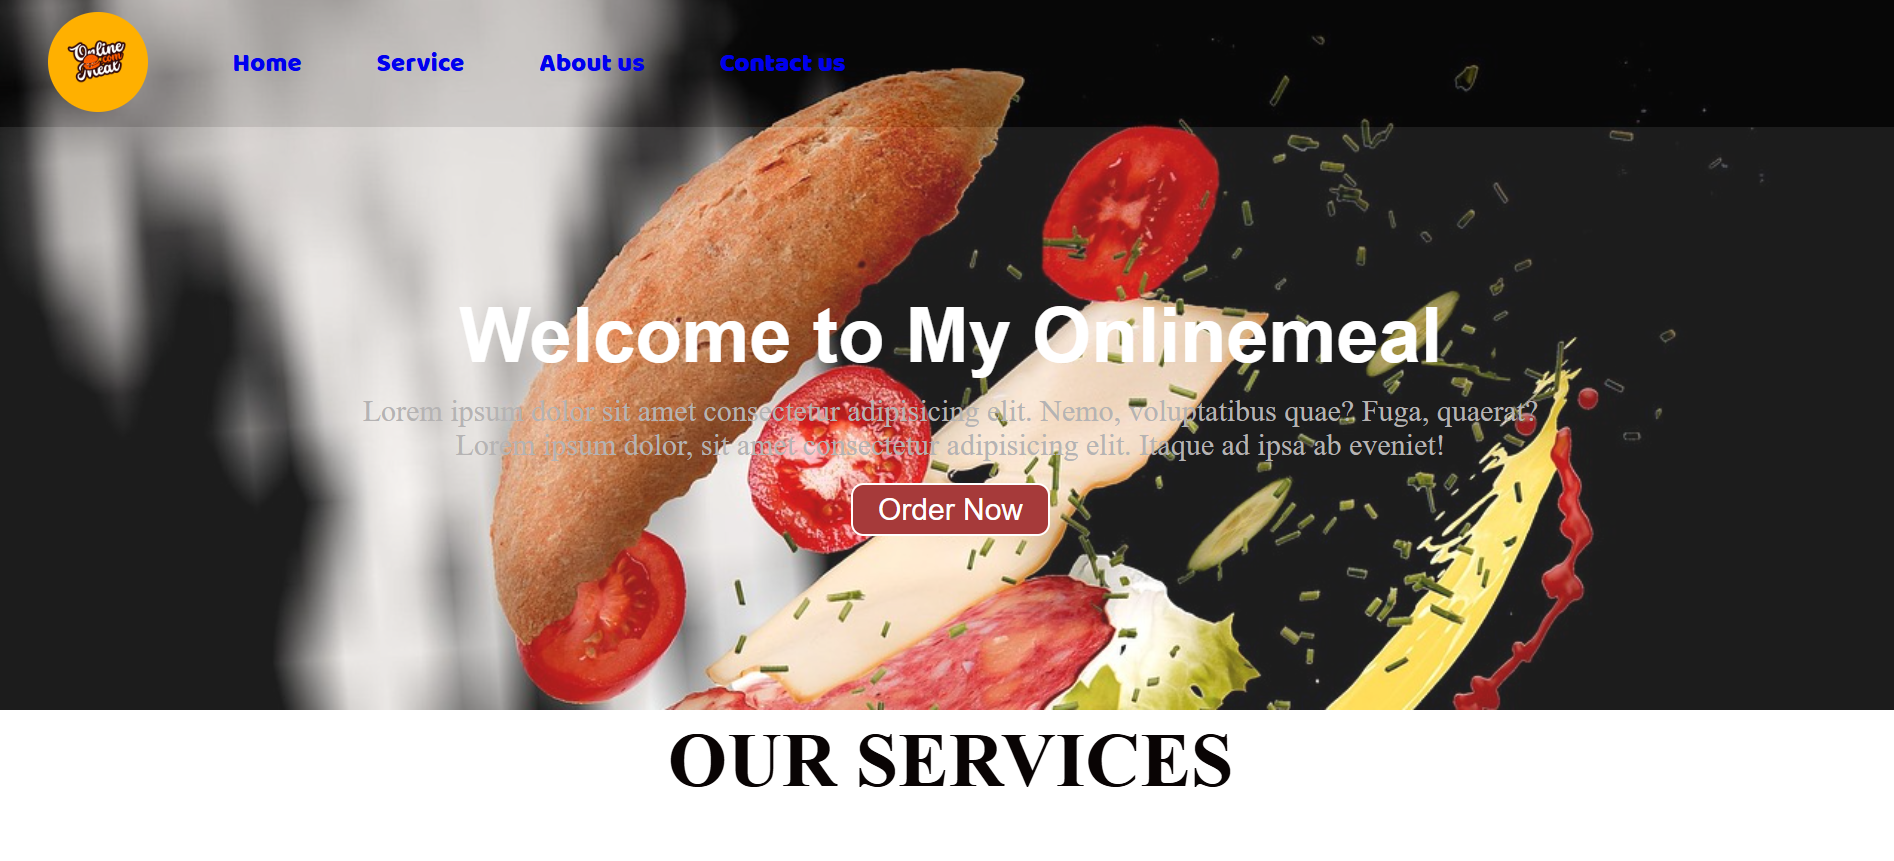 Online
.com
Meal
Home
Service
About us
Contact us
Welcome to My Onlinemeal
Lorem ipsum dolor sit amet consectetur adipisicing elit. Nemo, voluptatibus quae? Fuga, quaerat?
Lorem ipsum dolor, sit amet consectetur adipisicing elit. Itaque ad ipsa ab eveniet!
Order Now
OUR SERVICES